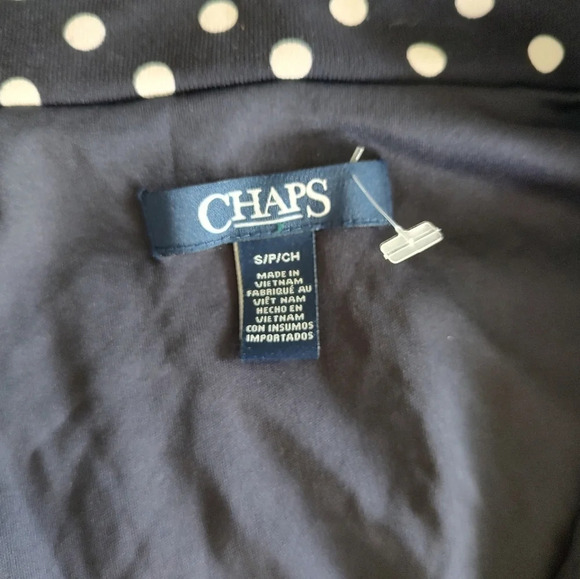 CHAPS
S/P/CH
MADE IN
VIETNAM
FABRIQUÉ AU
VIÊT NAM
HECHO EN
VIETNAM
CON INSUMOS
IMPORTADOS